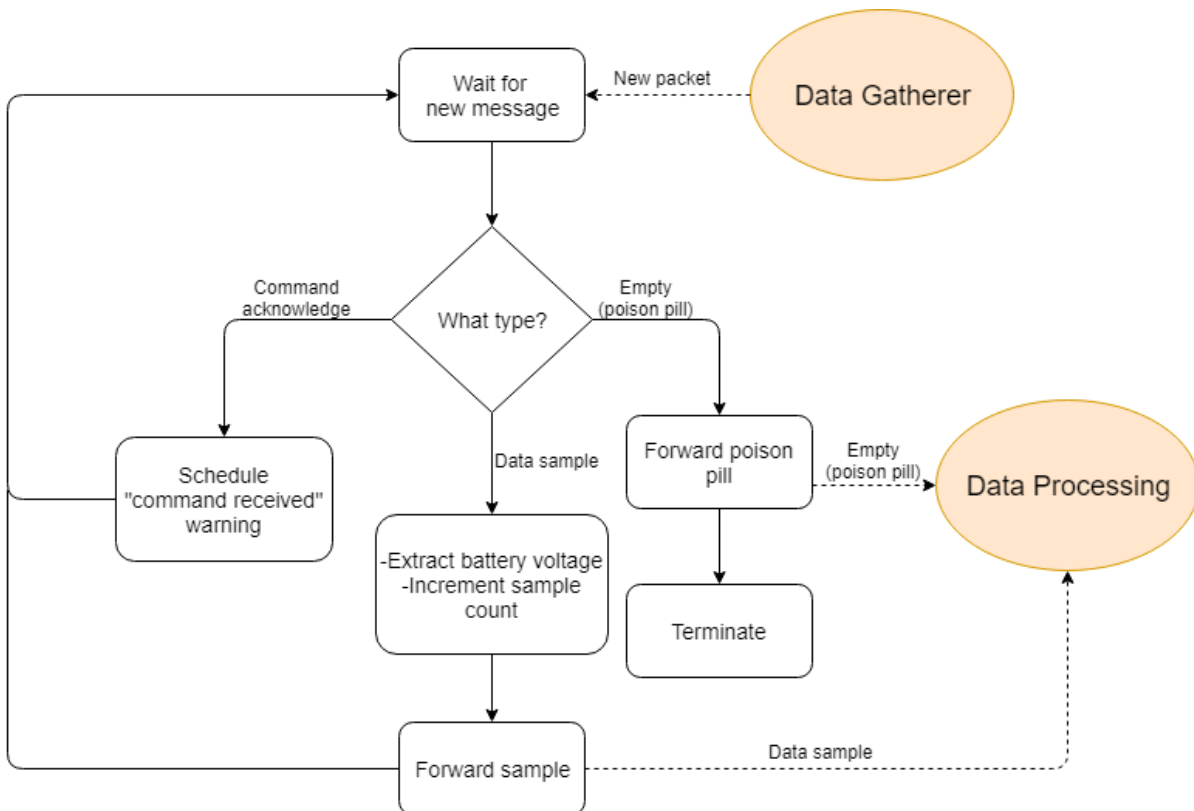 Wait for
new message
New packet
Data Gatherer
Command
acknowledge
What type?
Empty
(poison pill)
Schedule
"command received"
warning
Data sample
Forward poison
pill
Empty
(poison pill)
Data Processing
-Extract battery voltage
-Increment sample
count
Terminate
Forward sample
Data sample